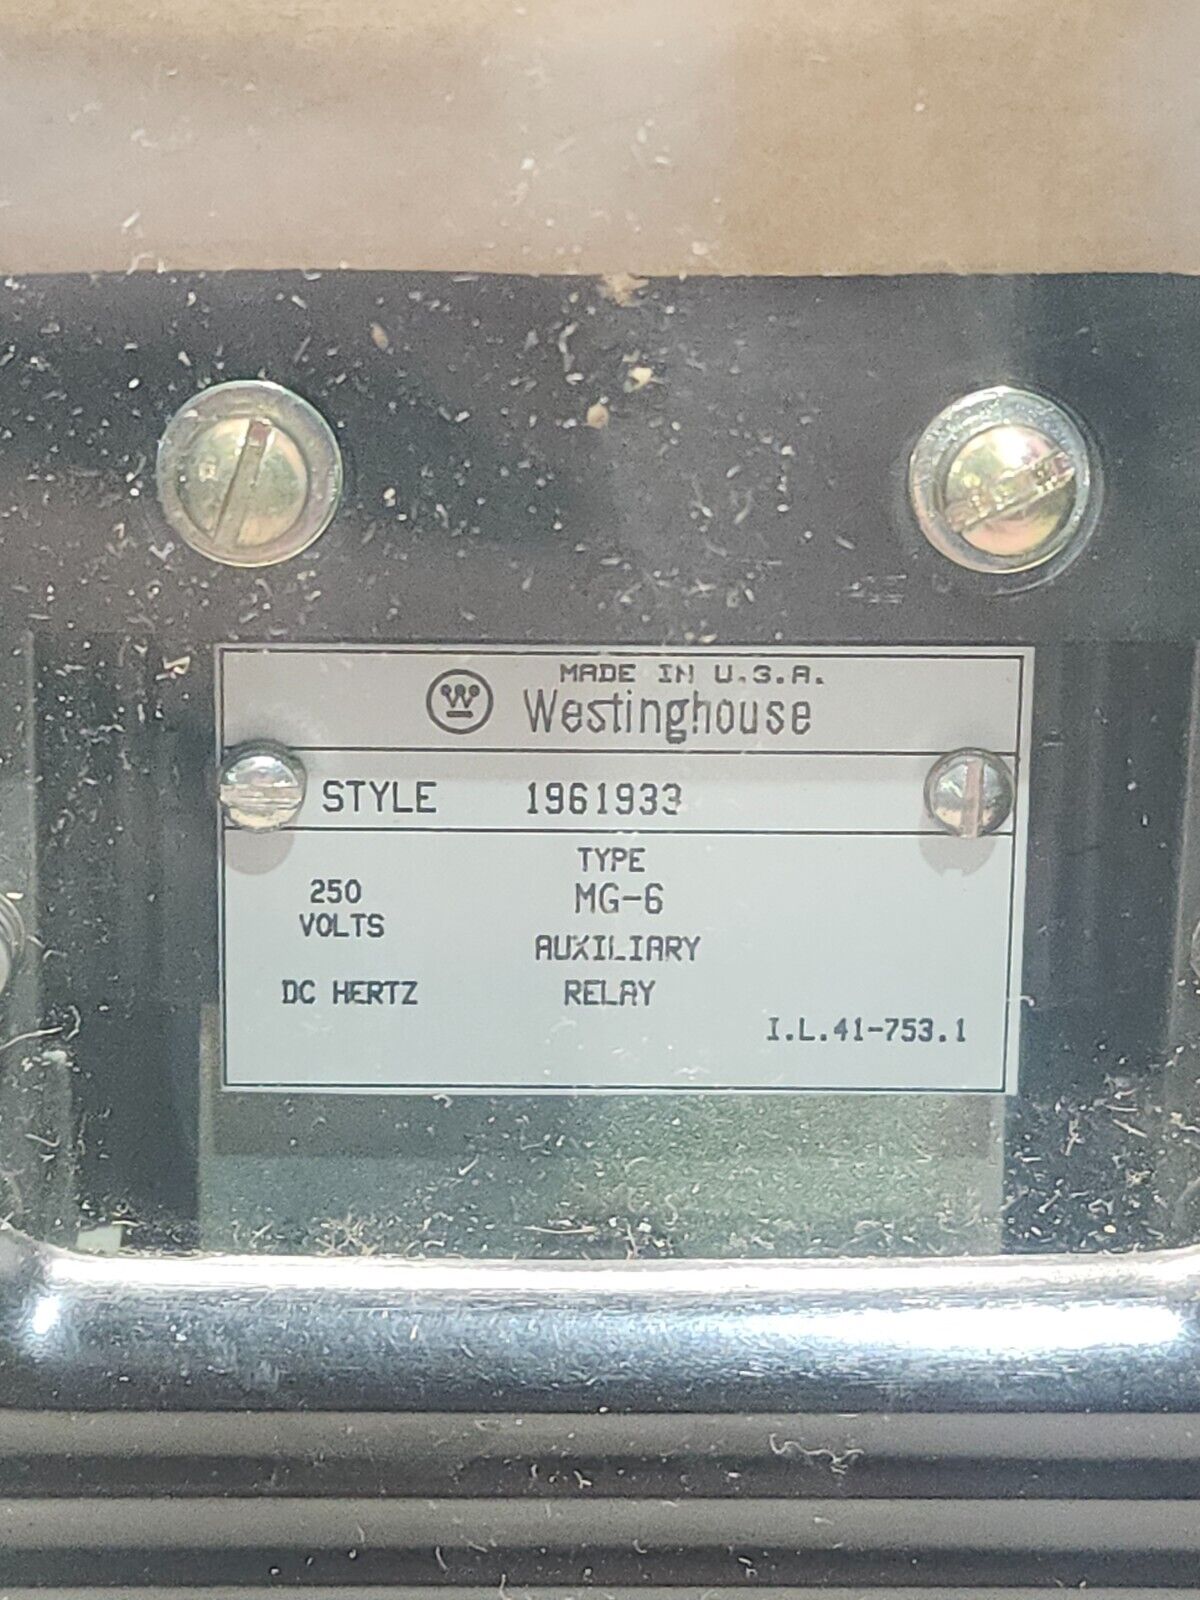 MADE IN U.S.A.
Westinghouse
STYLE 1961933
TYPE
250 MG-6
VOLTS
AUXILIARY
DC HERTZ RELAY
I.L.41-753.1